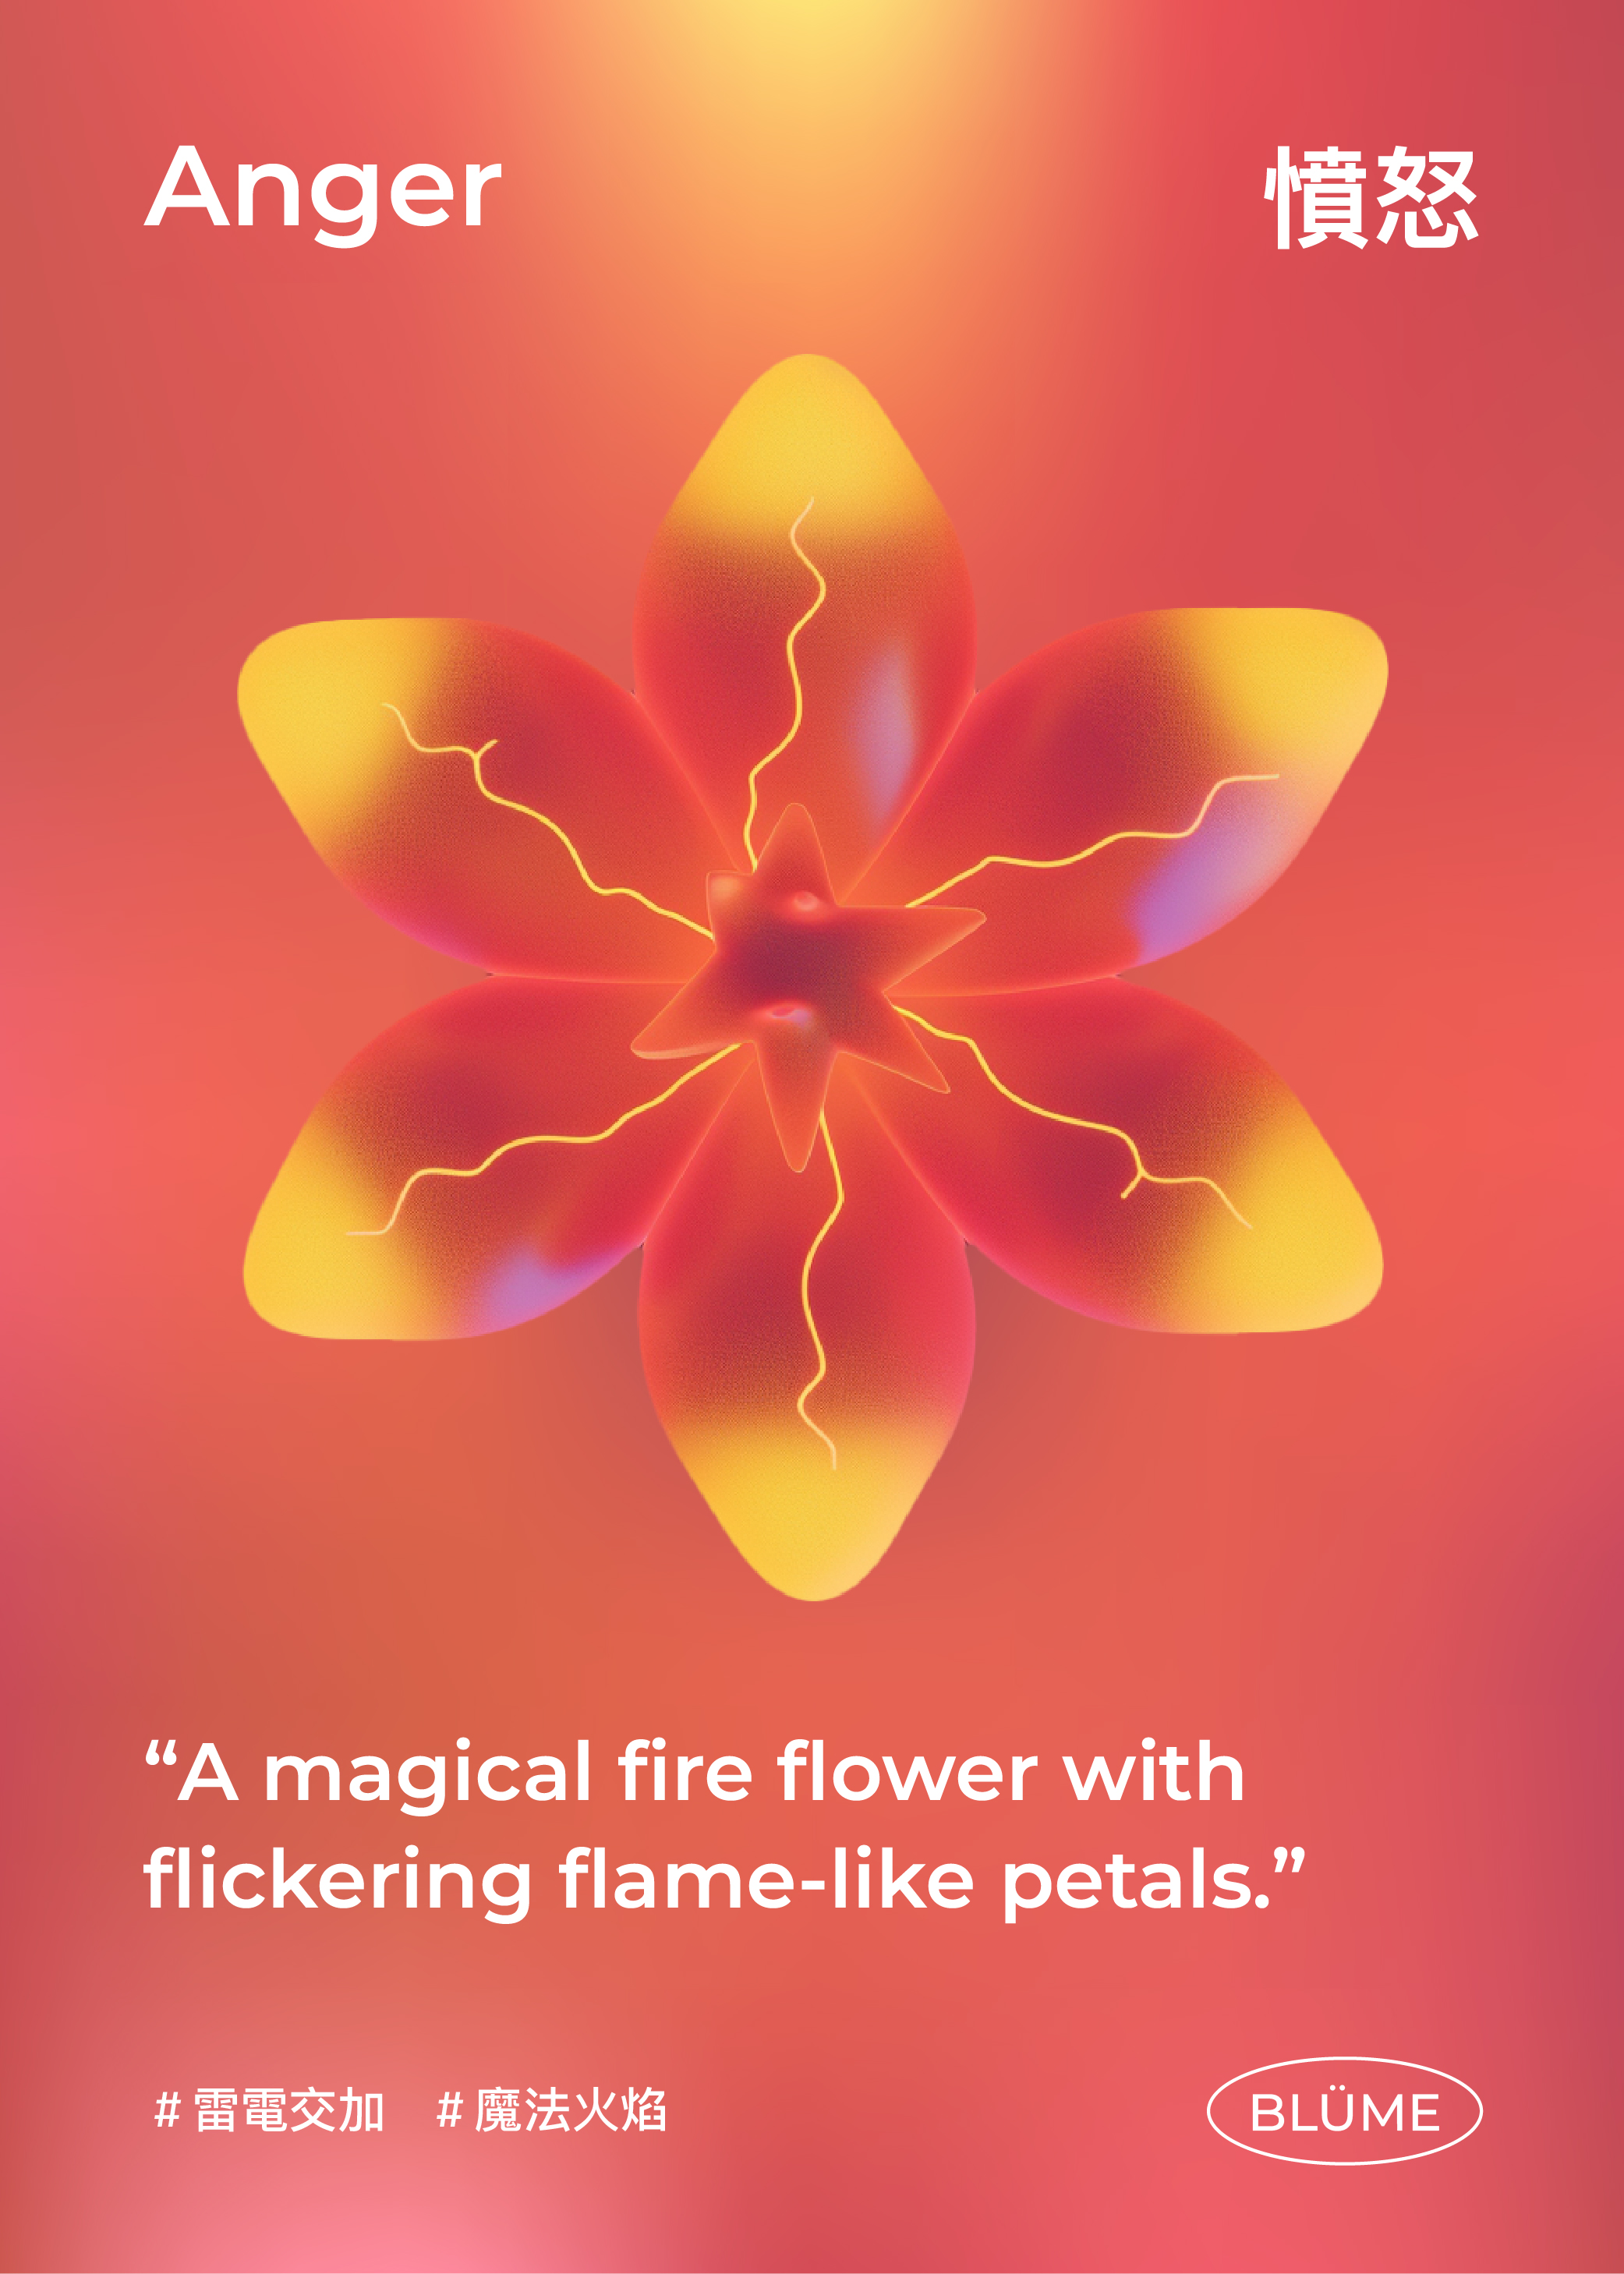 Anger
憤怒
“A magical fire flower with
flickering flame-like petals.”
# 雷電交加 # 魔法火焰
BLÜME